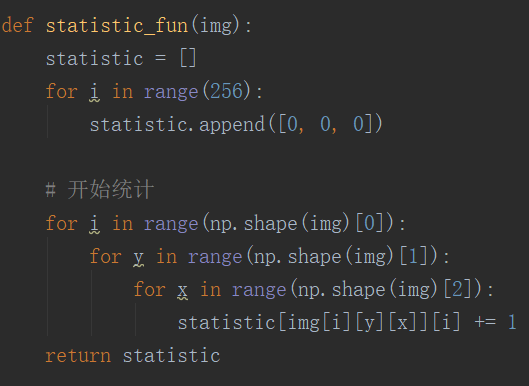 def statistic_fun(img):
    statistic = []
    for i in range(256):
        statistic.append([0, 0, 0])

    # 开始统计
    for i in range(np.shape(img)[0]):
        for y in range(np.shape(img)[1]):
            for x in range(np.shape(img)[2]):
                statistic[img[i][y][x]][i] += 1
    return statistic